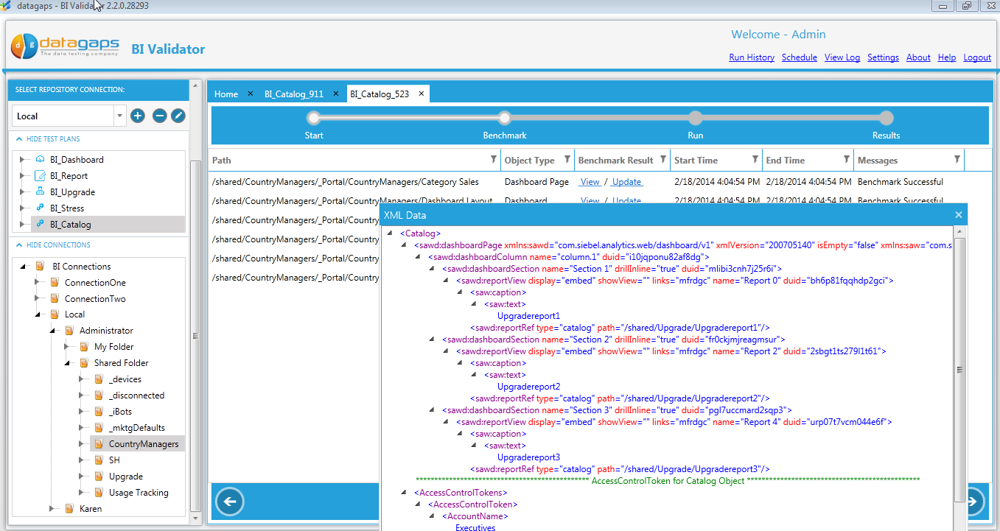 datagaps - BI Validator 2.2.0.28293
datagaps
The data testing company
BI Validator
Welcome - Admin
Run History Schedule View Log Settings About Help Logout
SELECT REPOSITORY CONNECTION:
Local
HIDE TEST PLANS
BI_Dashboard
BI_Report
BI_Upgrade
BI_Stress
BI_Catalog
HIDE CONNECTIONS
BI Connections
ConnectionOne
ConnectionTwo
Local
Administrator
My Folder
Shared Folder
_devices
_disconnected
_iBots
_mktgDefaults
CountryManagers
SH
Upgrade
Usage Tracking
Karen
Home × BI_Catalog_911 × BI_Catalog_523 ×
Start Benchmark Run Results
Path Object Type Benchmark Result Start Time End Time Messages
/shared/CountryManagers/_Portal/CountryManagers/Category Sales Dashboard Page View / Update 2/18/2014 4:04:54 PM 2/18/2014 4:04:54 PM Benchmark Successful
/shared/CountryManagers/_Portal/CountryManagers/Dashboard Layout Dashboard View / Update 2/18/2014 4:04:54 PM 2/18/2014 4:04:54 PM Benchmark Successful
/shared/CountryManagers/_Portal/Country
/shared/CountryManagers/_Portal/Country
/shared/CountryManagers/_Portal/Country
/shared/CountryManagers/_Portal/Country
XML Data
<Catalog>
<sawd:dashboardPage xmlns:sawd="com.siebel.analytics.web/dashboard/v1" xmlVersion="200705140" isEmpty="false" xmlns:saw="com.s
<sawd:dashboardColumn name="column.1" duid="i10jqponu82af8dg">
<sawd:dashboardSection name="Section 1" drillInline="true" duid="mlibi3cnh7j25r6i">
<sawd:reportView display="embed" showView="" links="mfrdgc" name="Report 0" duid="bh6p81fqqhdp2gci">
<saw:caption>
<saw:text>
Upgradereport1
<sawd:reportRef type="catalog" path="/shared/Upgrade/Upgradereport1"/>
<sawd:dashboardSection name="Section 2" drillInline="true" duid="fr0ckjmjreagmsur">
<sawd:reportView display="embed" showView="" links="mfrdgc" name="Report 2" duid="2sbgt1ts279l1t61">
<saw:caption>
<saw:text>
Upgradereport2
<sawd:reportRef type="catalog" path="/shared/Upgrade/Upgradereport2"/>
<sawd:dashboardSection name="Section 3" drillInline="true" duid="pgl7uccmard2sqp3">
<sawd:reportView display="embed" showView="" links="mfrdgc" name="Report 4" duid="urp07t7vcm044e6f">
<saw:caption>
<saw:text>
Upgradereport3
<sawd:reportRef type="catalog" path="/shared/Upgrade/Upgradereport3"/>
*********************************************** AccessControlToken for Catalog Object ***********************************************
<AccessControlTokens>
<AccessControlToken>
<AccountName>
Executives